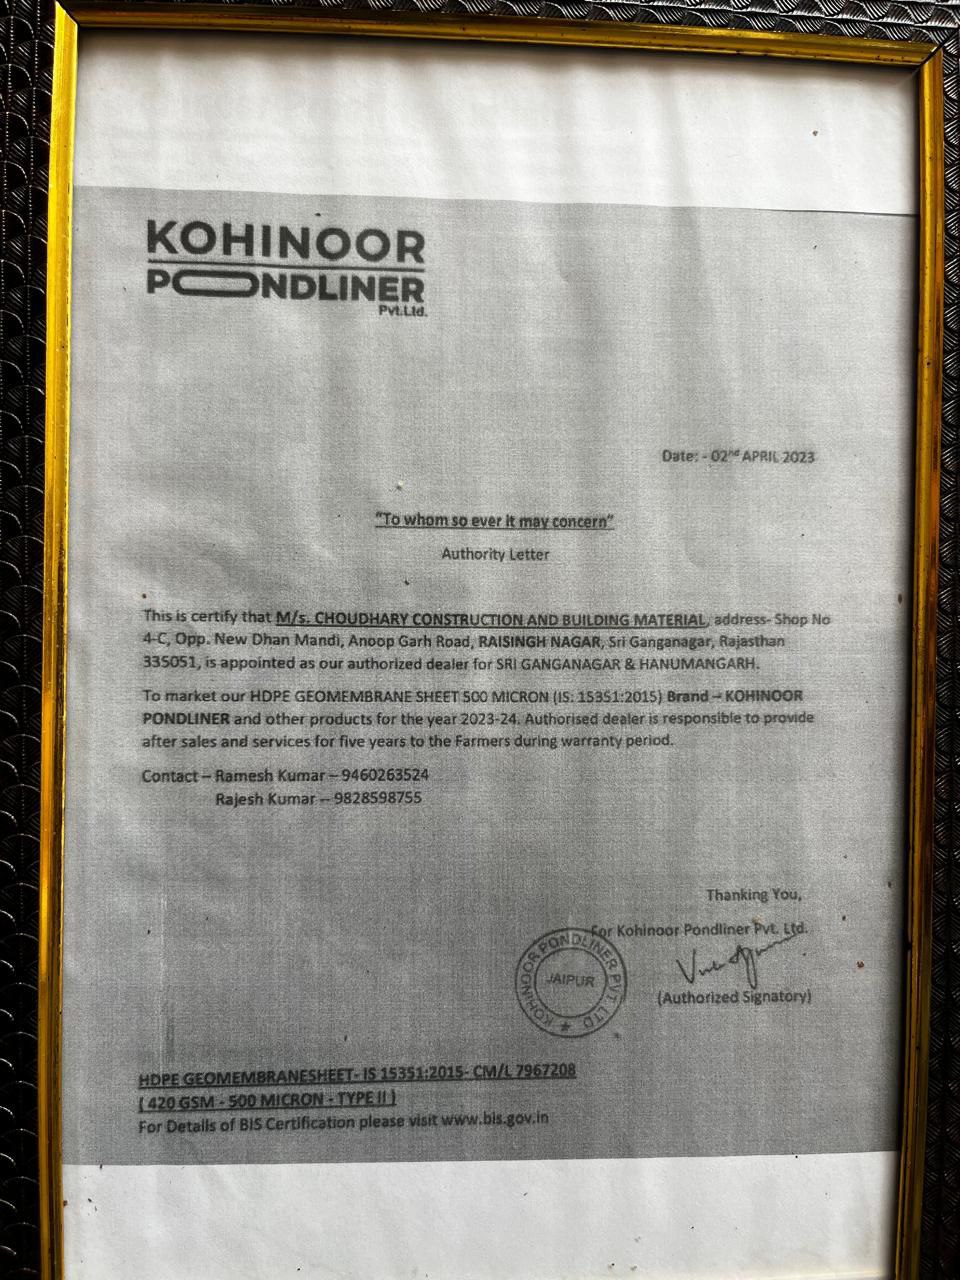 KOHINOOR
PONDLINER
Pvt.Ltd.
Date: - 02nd APRIL 2023
"To whom so ever it may concern"
Authority Letter
This is certify that M/s. CHOUDHARY CONSTRUCTION AND BUILDING MATERIAL, address- Shop No
4-C, Opp. New Dhan Mandi, Anoop Garh Road, RAISINGH NAGAR, Sri Ganganagar, Rajasthan
335051, is appointed as our authorized dealer for SRI GANGANAGAR & HANUMANGARH.
To market our HDPE GEOMEMBRANE SHEET 500 MICRON (IS: 15351:2015) Brand – KOHINOOR
PONDLINER and other products for the year 2023-24. Authorised dealer is responsible to provide
after sales and services for five years to the Farmers during warranty period.
Contact – Ramesh Kumar – 9460263524
Rajesh Kumar – 9828598755
Thanking You,
For Kohinoor Pondliner Pvt. Ltd.
KOHINOOR PONDLINER PVT. LTD
JAIPUR
(Authorized Signatory)
HDPE GEOMEMBRANESHEET- IS 15351:2015- CM/L 7967208
( 420 GSM - 500 MICRON - TYPE II )
For Details of BIS Certification please visit www.bis.gov.in